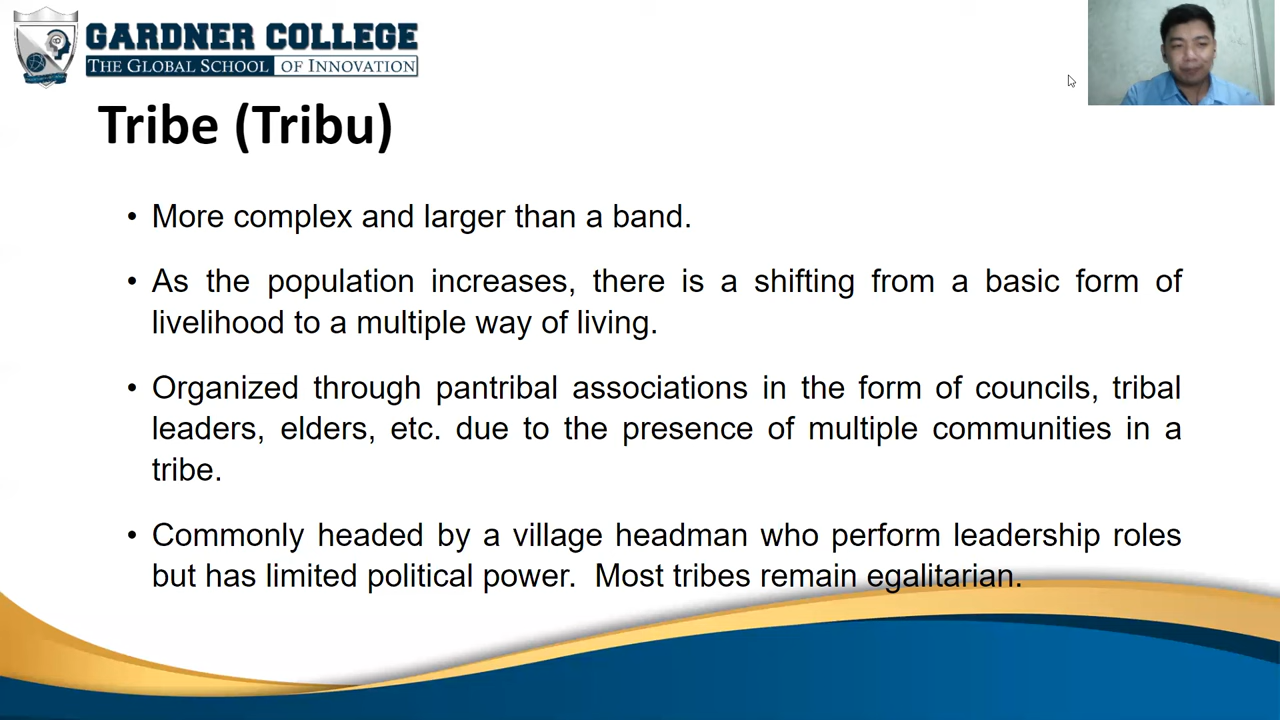 GARDNER COLLEGE
THE GLOBAL SCHOOL OF INNOVATION
Tribe (Tribu)
• More complex and larger than a band.
• As the population increases, there is a shifting from a basic form of
livelihood to a multiple way of living.
• Organized through pantribal associations in the form of councils, tribal
leaders, elders, etc. due to the presence of multiple communities in a
tribe.
• Commonly headed by a village headman who perform leadership roles
but has limited political power.  Most tribes remain egalitarian.